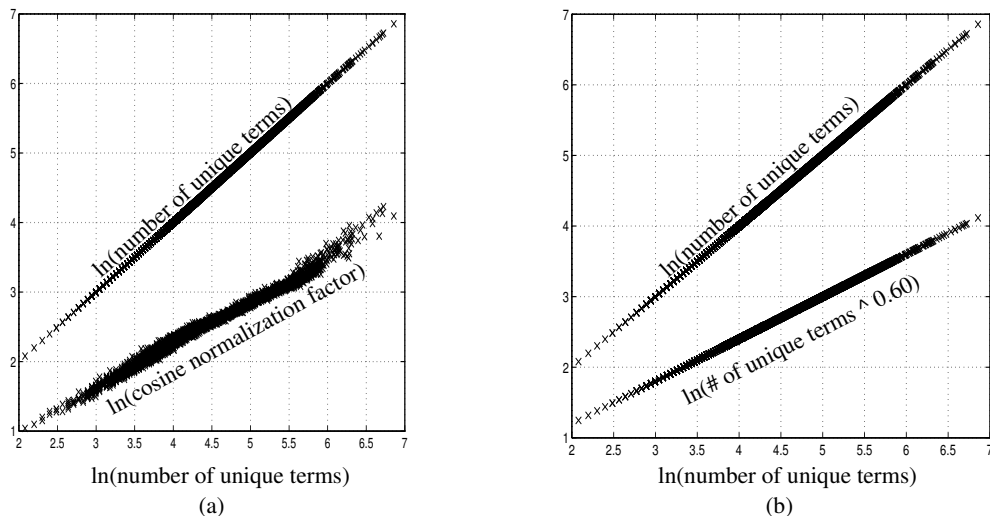 7
6
5
4
3
2
1
ln(number of unique terms)
ln(cosine normalization factor)
2 2.5 3 3.5 4 4.5 5 5.5 6 6.5 7
ln(number of unique terms)
(a)
7
6
5
4
3
2
1
ln(number of unique terms)
ln(# of unique terms ^ 0.60)
2 2.5 3 3.5 4 4.5 5 5.5 6 6.5 7
ln(number of unique terms)
(b)